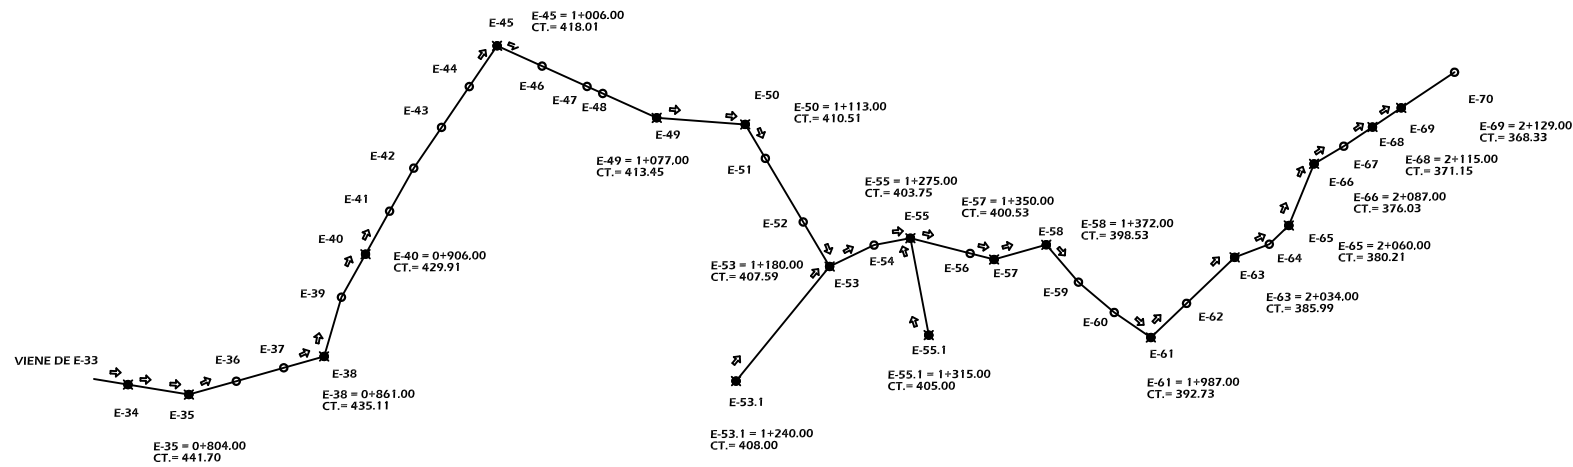 VIENE DE E-33
E-34
E-35
E-35 = 0+804.00
CT.= 441.70
E-36
E-37
E-38
E-38 = 0+861.00
CT.= 435.11
E-39
E-40
E-40 = 0+906.00
CT.= 429.91
E-41
E-42
E-43
E-44
E-45
E-45 = 1+006.00
CT.= 418.01
E-46
E-47
E-48
E-49
E-49 = 1+077.00
CT.= 413.45
E-50
E-50 = 1+113.00
CT.= 410.51
E-51
E-52
E-53 = 1+180.00
CT.= 407.59
E-53
E-53.1
E-53.1 = 1+240.00
CT.= 408.00
E-54
E-55 = 1+275.00
CT.= 403.75
E-55
E-55.1
E-55.1 = 1+315.00
CT.= 405.00
E-56
E-57 = 1+350.00
CT.= 400.53
E-57
E-58
E-58 = 1+372.00
CT.= 398.53
E-59
E-60
E-61
E-61 = 1+987.00
CT.= 392.73
E-62
E-63
E-63 = 2+034.00
CT.= 385.99
E-64
E-65
E-65 = 2+060.00
CT.= 380.21
E-66
E-66 = 2+087.00
CT.= 376.03
E-67
E-68
E-68 = 2+115.00
CT.= 371.15
E-69
E-69 = 2+129.00
CT.= 368.33
E-70